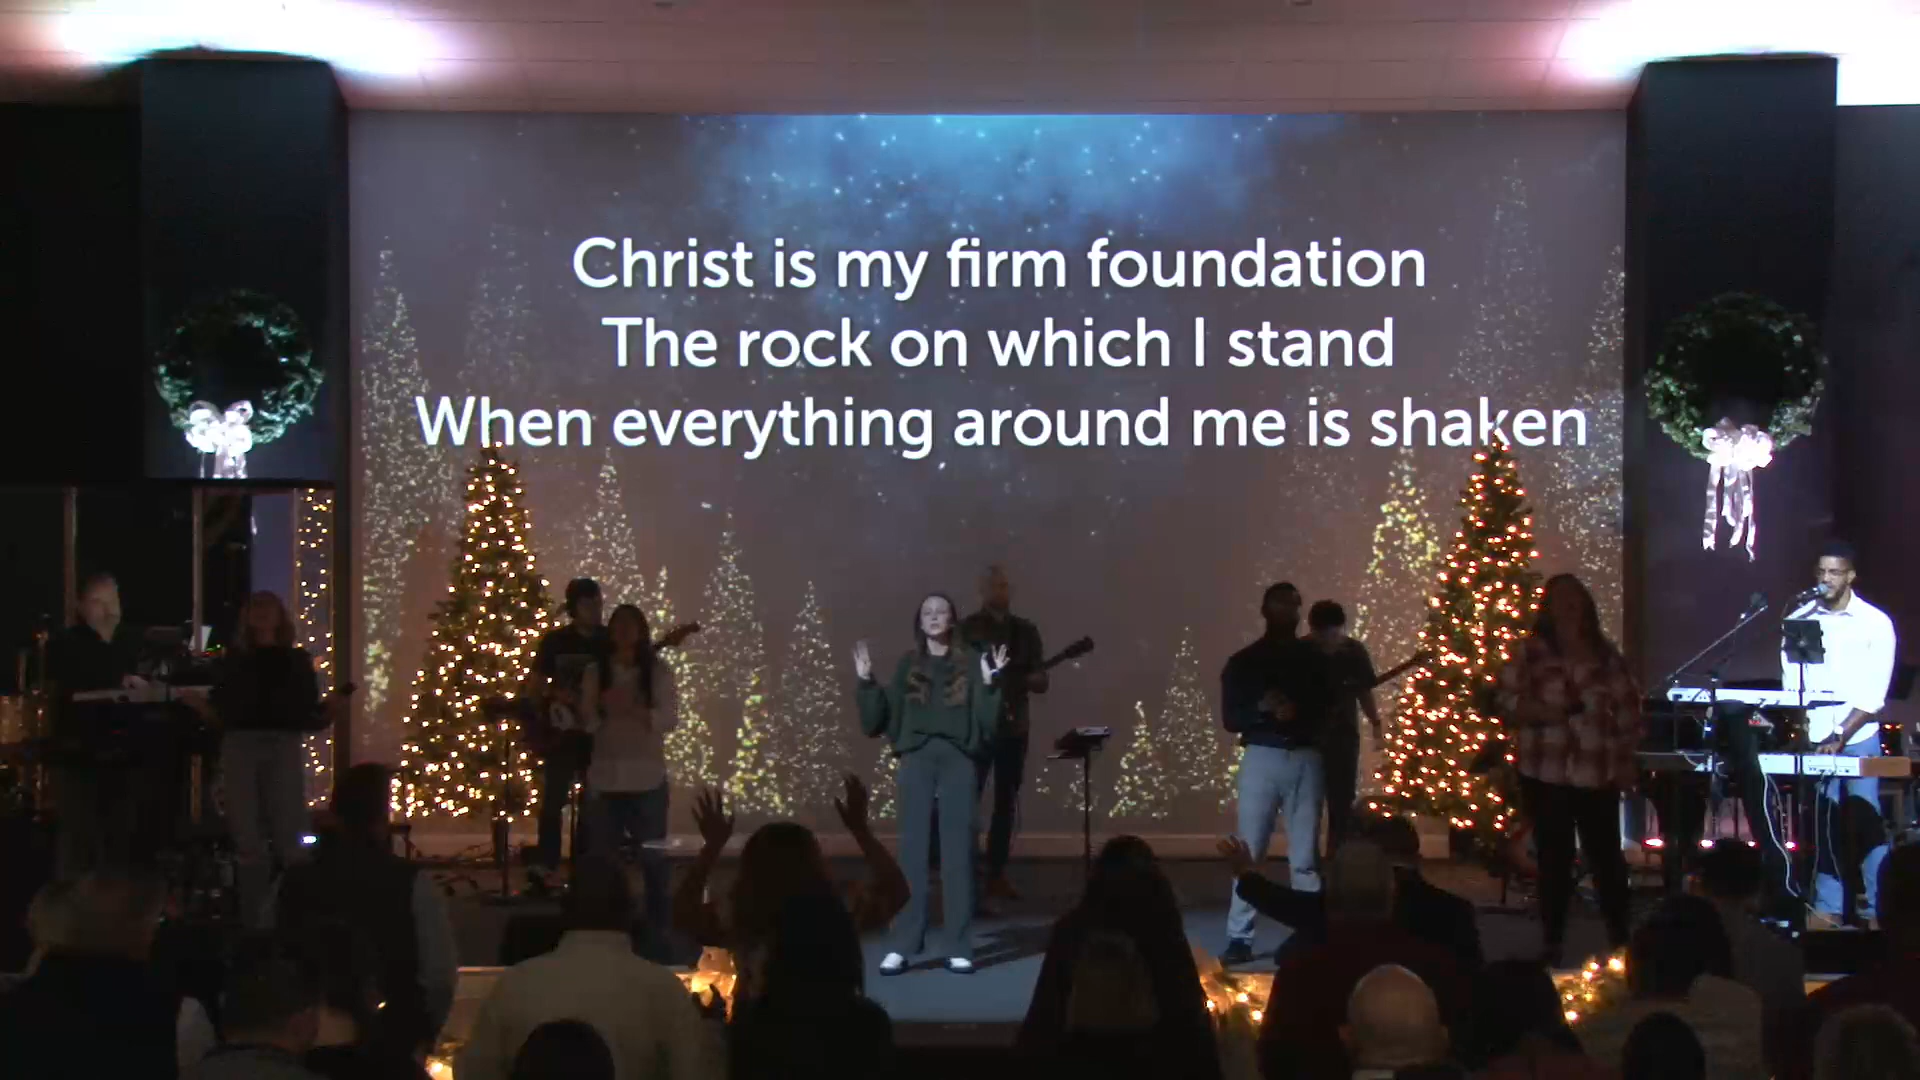 Christ is my firm foundation
The rock on which I stand
When everything around me is shaken